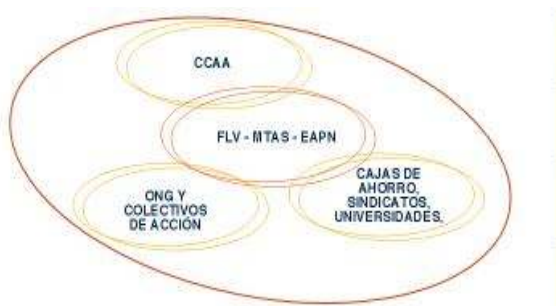 CCAA
FLV - MTAS - EAPN
ONG Y
COLECTIVOS
DE ACCIÓN
CAJAS DE
AHORRO,
SINDICATOS,
UNIVERSIDADES,